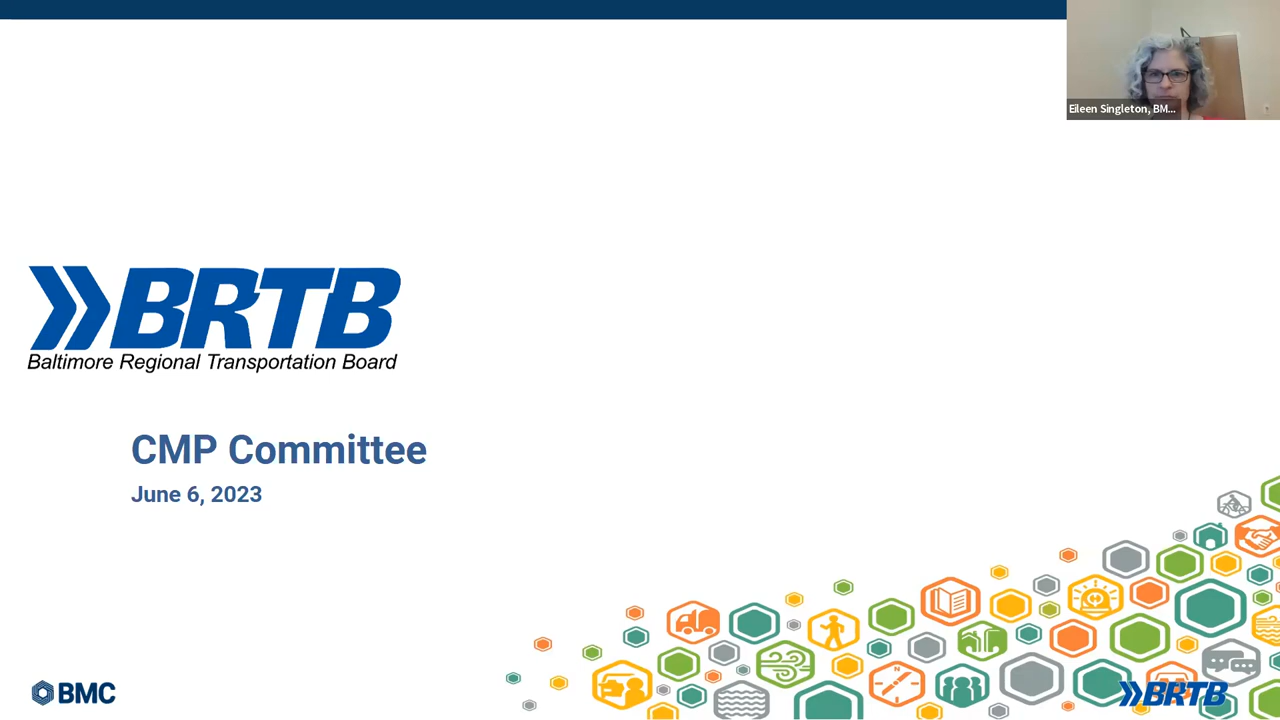 Eileen Singleton, BM...
BRTB
Baltimore Regional Transportation Board
CMP Committee
June 6, 2023
N
BMC
BRTB